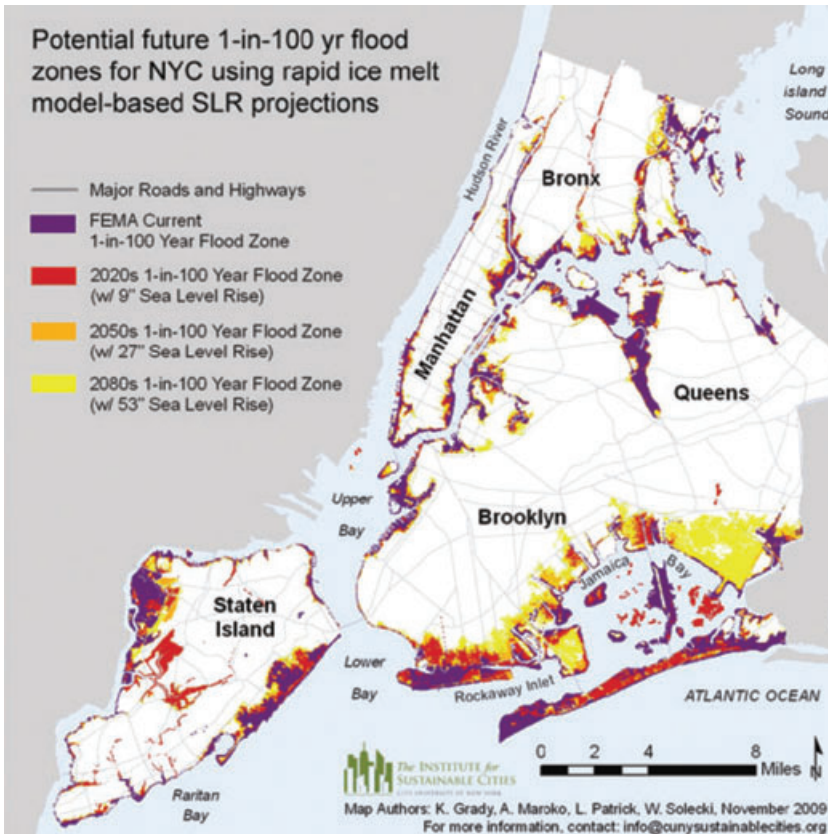 Potential future 1-in-100 yr flood
zones for NYC using rapid ice melt
model-based SLR projections
Major Roads and Highways
FEMA Current
1-in-100 Year Flood Zone
2020s 1-in-100 Year Flood Zone
(w/ 9" Sea Level Rise)
2050s 1-in-100 Year Flood Zone
(w/ 27" Sea Level Rise)
2080s 1-in-100 Year Flood Zone
(w/ 53" Sea Level Rise)
Long
island
Sound
Hudson River
Bronx
Manhattan
Queens
Upper
Bay
Brooklyn
Jamaica
Bay
Staten
Island
Lower
Bay
Rockaway Inlet
ATLANTIC OCEAN
Raritan
Bay
The INSTITUTE for
SUSTAINABLE CITIES
CITY UNIVERSITY OF NEW YORK
0 2 4 8
Miles
N
Map Authors: K. Grady, A. Maroko, L. Patrick, W. Solecki, November 2009
For more information, contact: info@cunysustainablecities.org